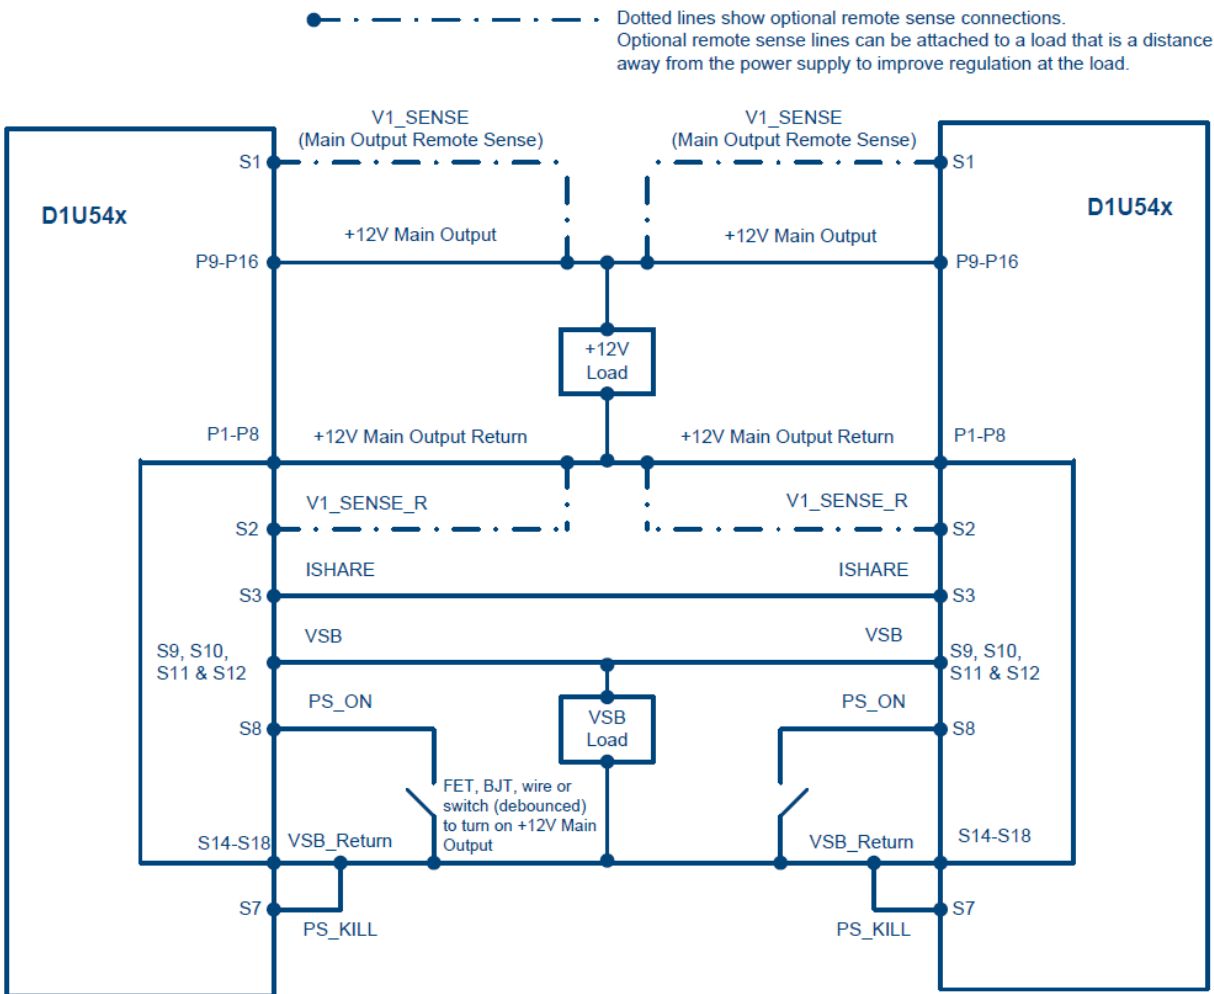 Dotted lines show optional remote sense connections.
Optional remote sense lines can be attached to a load that is a distance
away from the power supply to improve regulation at the load.
V1_SENSE
(Main Output Remote Sense)
V1_SENSE
(Main Output Remote Sense)
S1
S1
D1U54x
D1U54x
+12V Main Output
+12V Main Output
P9-P16
P9-P16
+12V
Load
P1-P8
+12V Main Output Return
+12V Main Output Return
P1-P8
V1_SENSE_R
V1_SENSE_R
S2
S2
ISHARE
ISHARE
S3
S3
VSB
VSB
S9, S10,
S11 & S12
S9, S10,
S11 & S12
PS_ON
PS_ON
S8
S8
VSB
Load
FET, BJT, wire or
switch (debounced)
to turn on +12V Main
Output
S14-S18
VSB_Return
VSB_Return
S14-S18
S7
S7
PS_KILL
PS_KILL